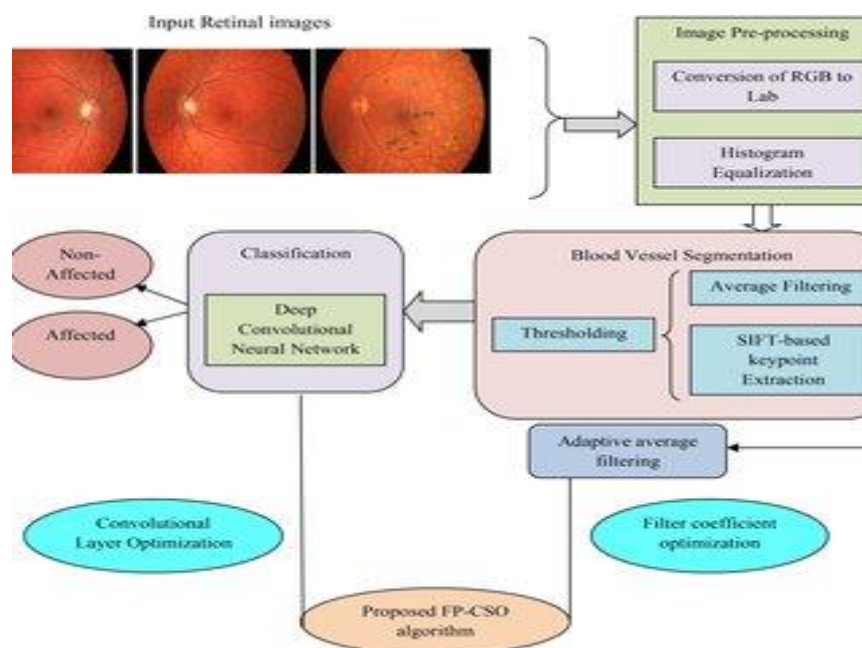 Input Retinal images
Image Pre-processing
Conversion of RGB to
Lab
Histogram
Equalization
Blood Vessel Segmentation
Average Filtering
Thresholding
SIFT-based
keypoint
Extraction
Classification
Deep
Convolutional
Neural Network
Non-
Affected
Affected
Adaptive average
filtering
Convolutional
Layer Optimization
Filter coefficient
optimization
Proposed FP-CSO
algorithm